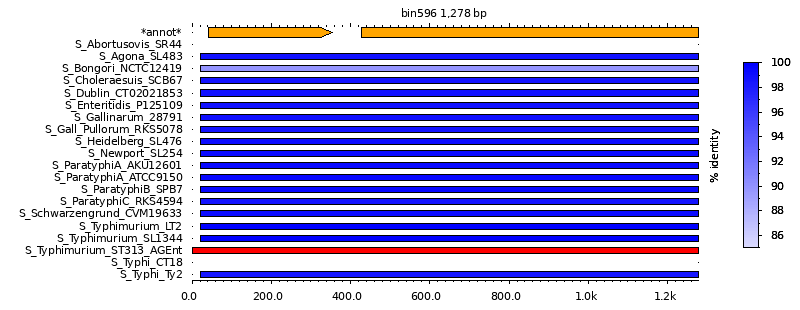 bin596 1,278 bp
*annot*
S_Abortusovis_SR44
S_Agona_SL483
S_Bongori_NCTC12419
S_Choleraesuis_SCB67
S_Dublin_CT02021853
S_Enteritidis_P125109
S_Gallinarum_28791
S_Gall_Pullorum_RKS5078
S_Heidelberg_SL476
S_Newport_SL254
S_ParatyphiA_AKU12601
S_ParatyphiA_ATCC9150
S_ParatyphiB_SPB7
S_ParatyphiC_RKS4594
S_Schwarzengrund_CVM19633
S_Typhimurium_LT2
S_Typhimurium_SL1344
S_Typhimurium_ST313_AGEnt
S_Typhi_CT18
S_Typhi_Ty2
0.0 200.0 400.0 600.0 800.0 1.0k 1.2k
% identity
100
98
96
94
92
90
88
86